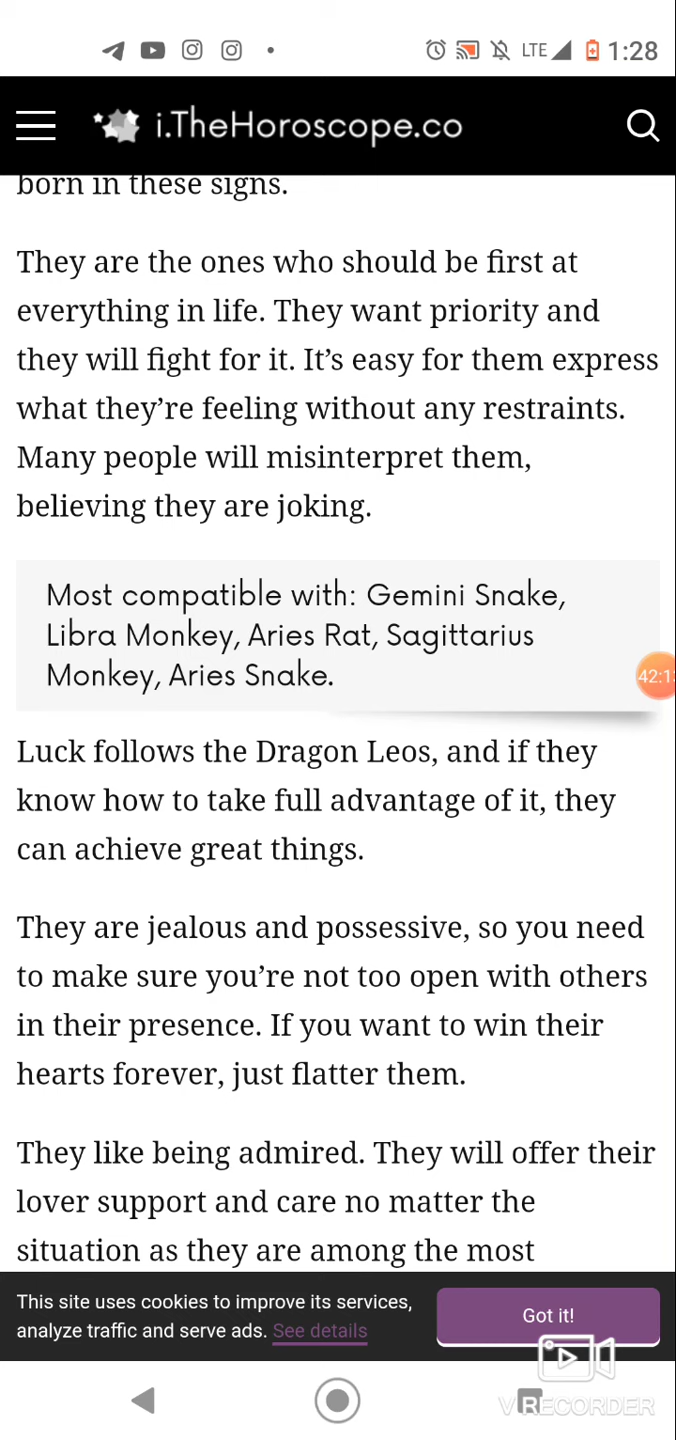 LTE 1:28
i.TheHoroscope.co
born in these signs.
They are the ones who should be first at
everything in life. They want priority and
they will fight for it. It’s easy for them express
what they’re feeling without any restraints.
Many people will misinterpret them,
believing they are joking.
Most compatible with: Gemini Snake,
Libra Monkey, Aries Rat, Sagittarius
Monkey, Aries Snake.
42:1
Luck follows the Dragon Leos, and if they
know how to take full advantage of it, they
can achieve great things.
They are jealous and possessive, so you need
to make sure you’re not too open with others
in their presence. If you want to win their
hearts forever, just flatter them.
They like being admired. They will offer their
lover support and care no matter the
situation as they are among the most
This site uses cookies to improve its services,
analyze traffic and serve ads. See details
Got it!
VRECORDER